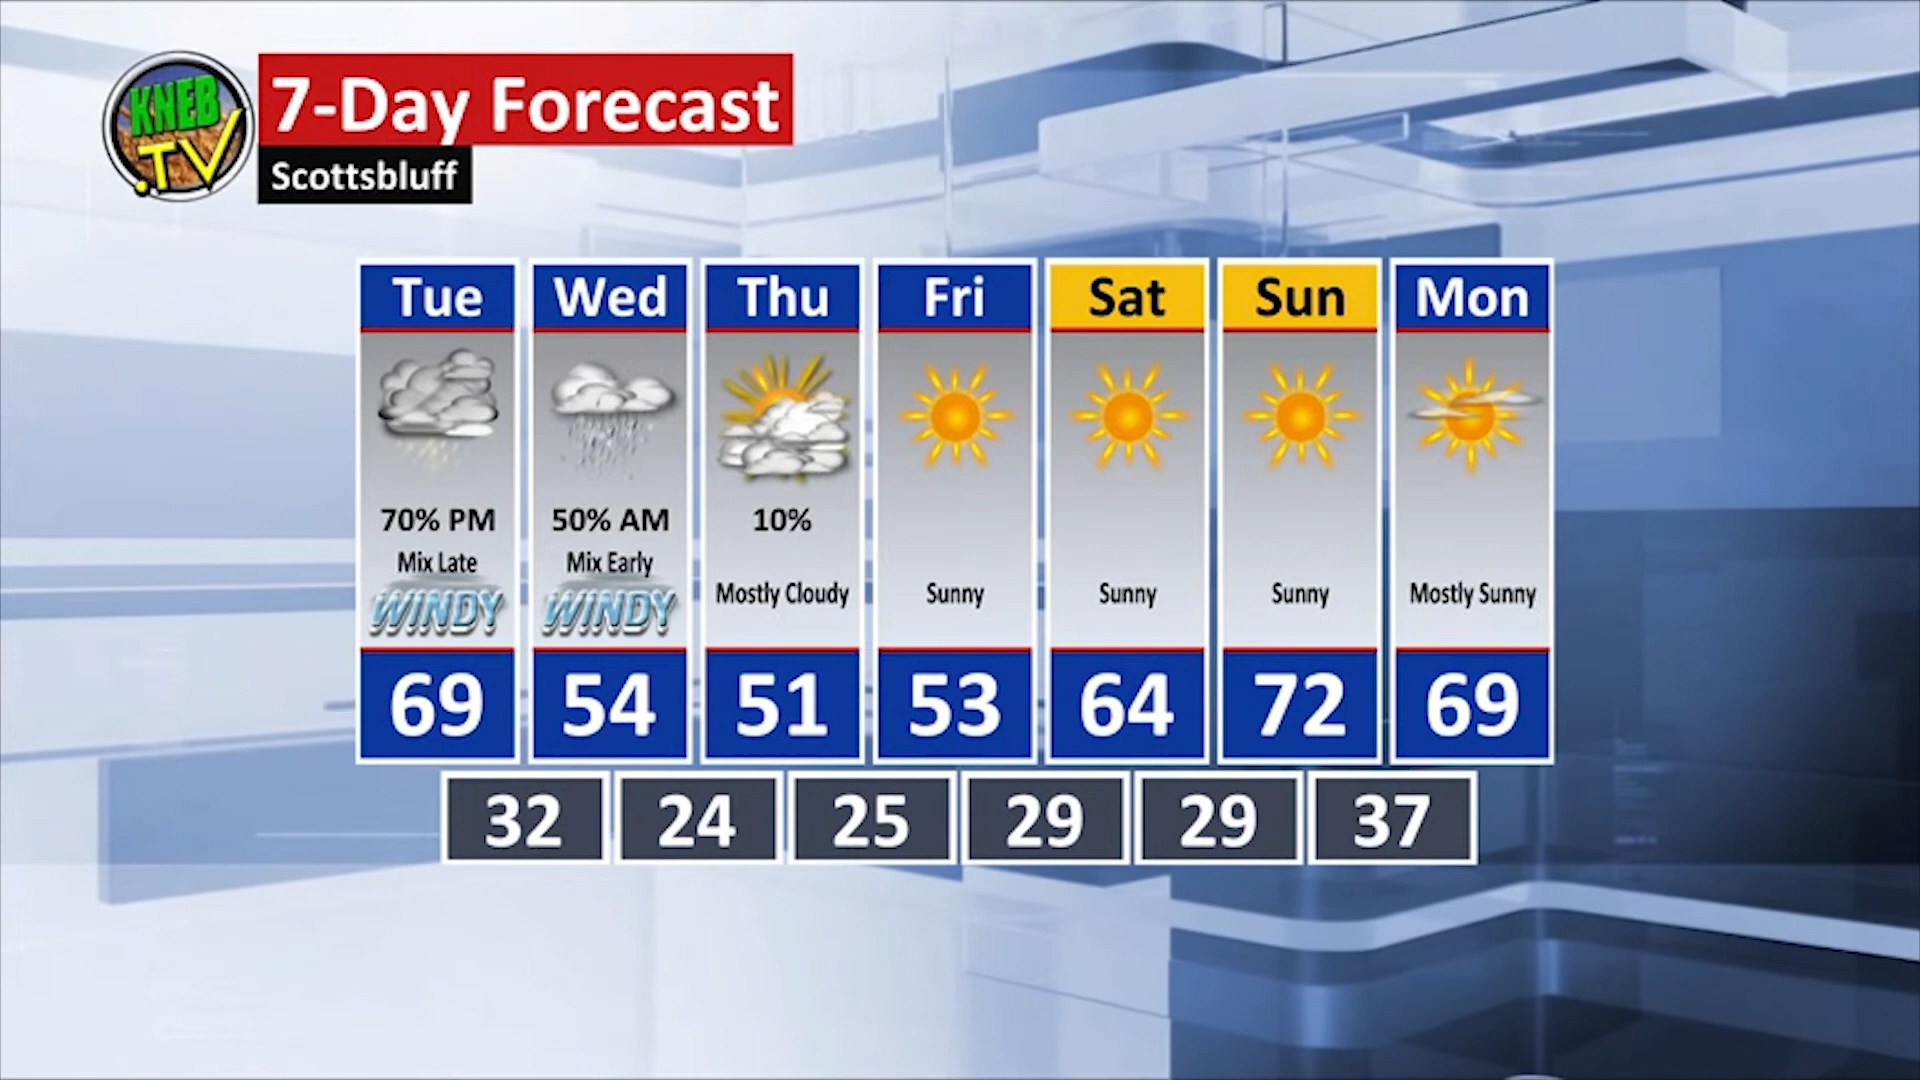 KNEB
.TV
7-Day Forecast
Scottsbluff
Tue Wed Thu Fri Sat Sun Mon
70% PM 50% AM 10%
Mix Late Mix Early
Mostly Cloudy Sunny Sunny Sunny Mostly Sunny
WINDY WINDY
69 54 51 53 64 72 69
32 24 25 29 29 37